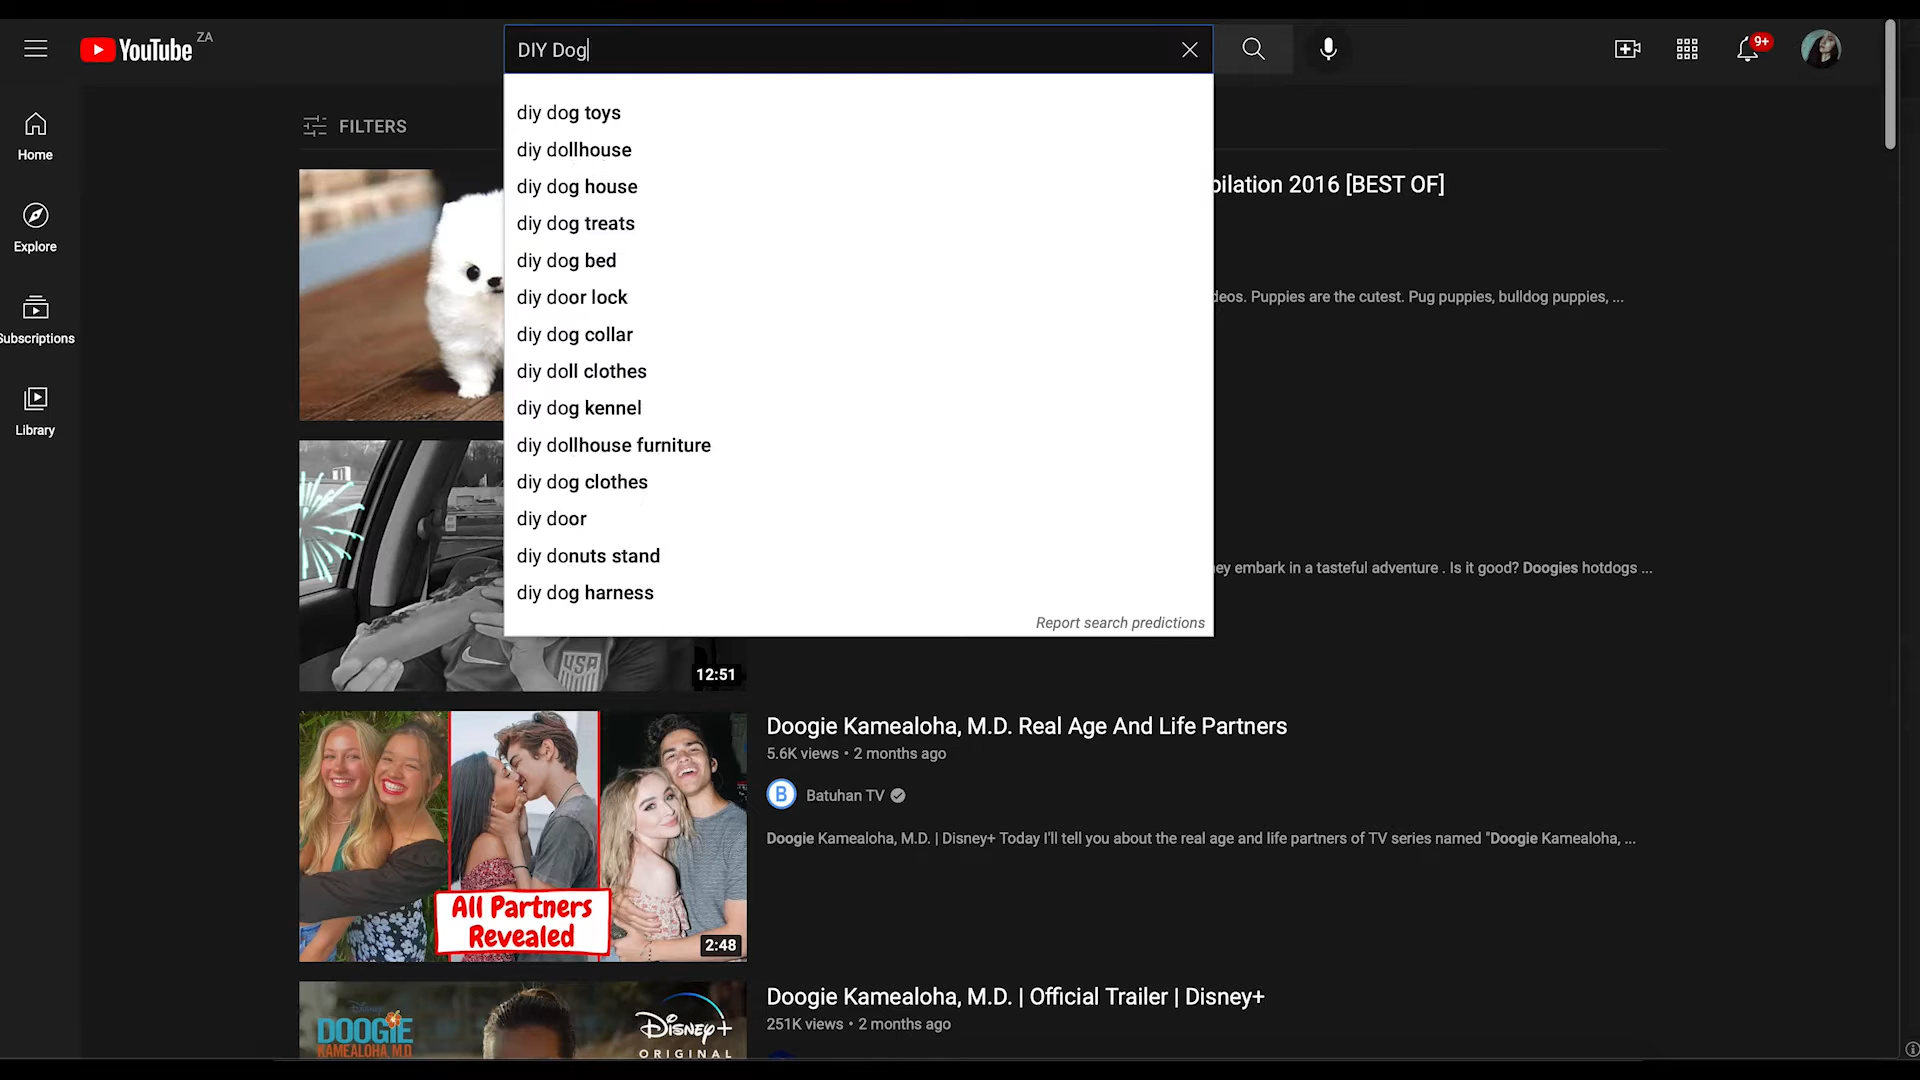 YouTube ZA
DIY Dog
9+
Home
Explore
Subscriptions
Library
FILTERS
diy dog toys
diy dollhouse
diy dog house
diy dog treats
diy dog bed
diy door lock
diy dog collar
diy doll clothes
diy dog kennel
diy dollhouse furniture
diy dog clothes
diy door
diy donuts stand
diy dog harness
Report search predictions
pilation 2016 [BEST OF]
deos. Puppies are the cutest. Pug puppies, bulldog puppies, ...
ey embark in a tasteful adventure . Is it good? Doogies hotdogs ...
USA
12:51
All Partners
Revealed
2:48
Doogie Kamealoha, M.D. Real Age And Life Partners
5.6K views • 2 months ago
B
Batuhan TV
Doogie Kamealoha, M.D. | Disney+ Today I'll tell you about the real age and life partners of TV series named "Doogie Kamealoha, ...
Disney
DOOGIE
KAMEALOHA, M.D.
Disney+
ORIGINAL
Doogie Kamealoha, M.D. | Official Trailer | Disney+
251K views • 2 months ago